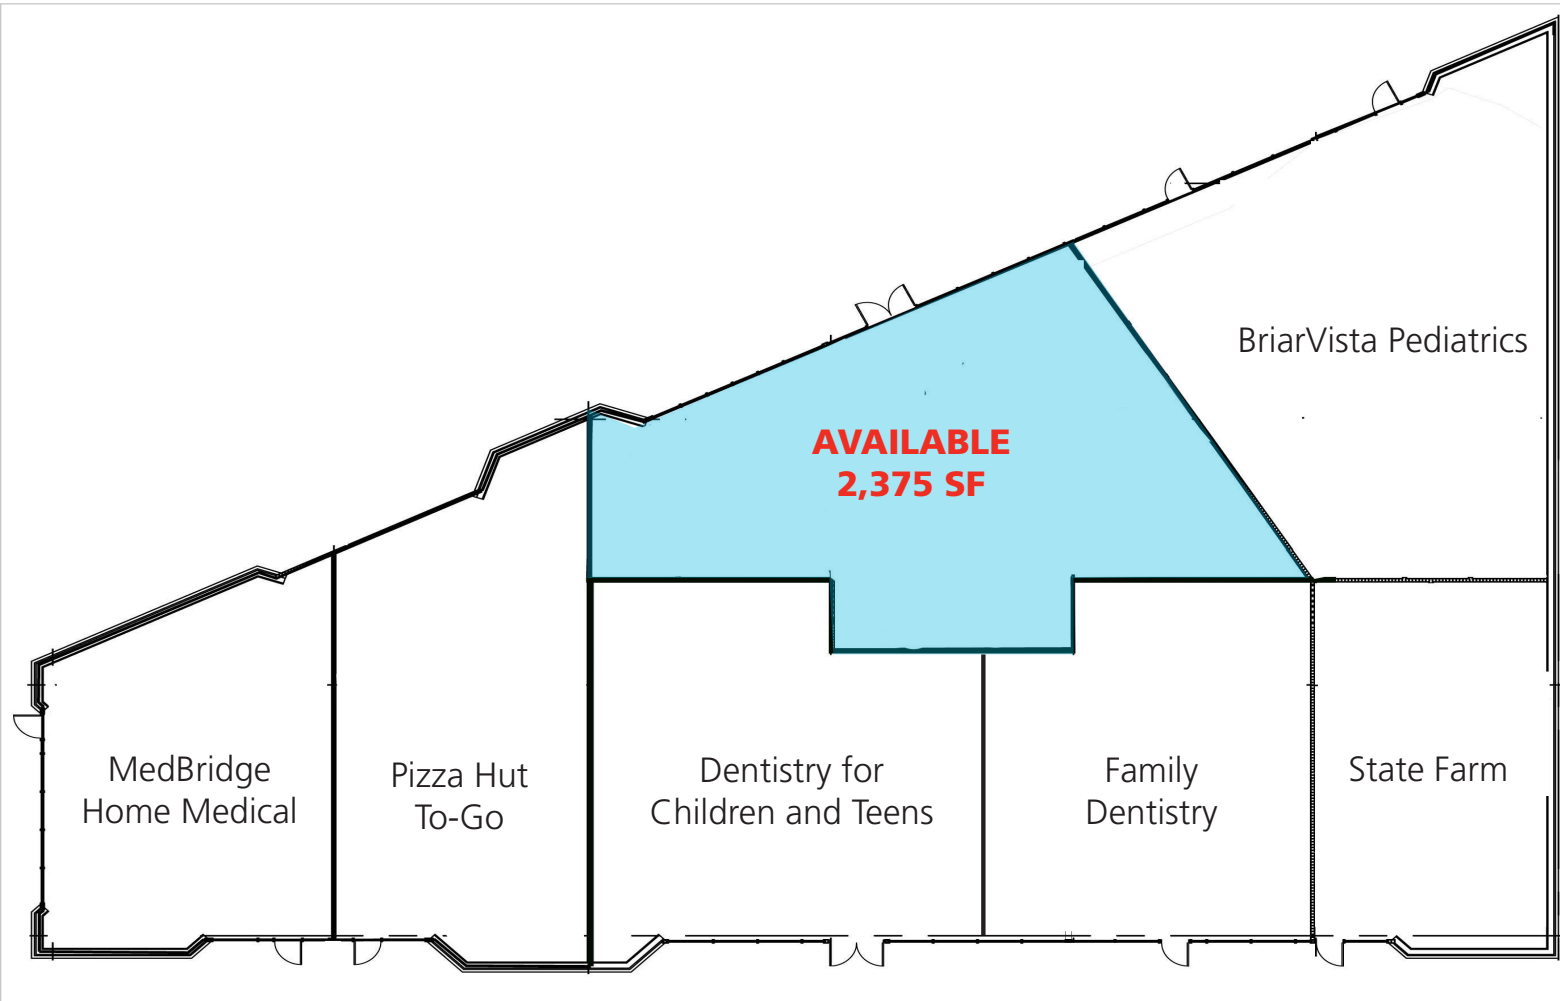 BriarVista Pediatrics
AVAILABLE
2,375 SF
MedBridge
Home Medical
Pizza Hut
To-Go
Dentistry for
Children and Teens
Family
Dentistry
State Farm